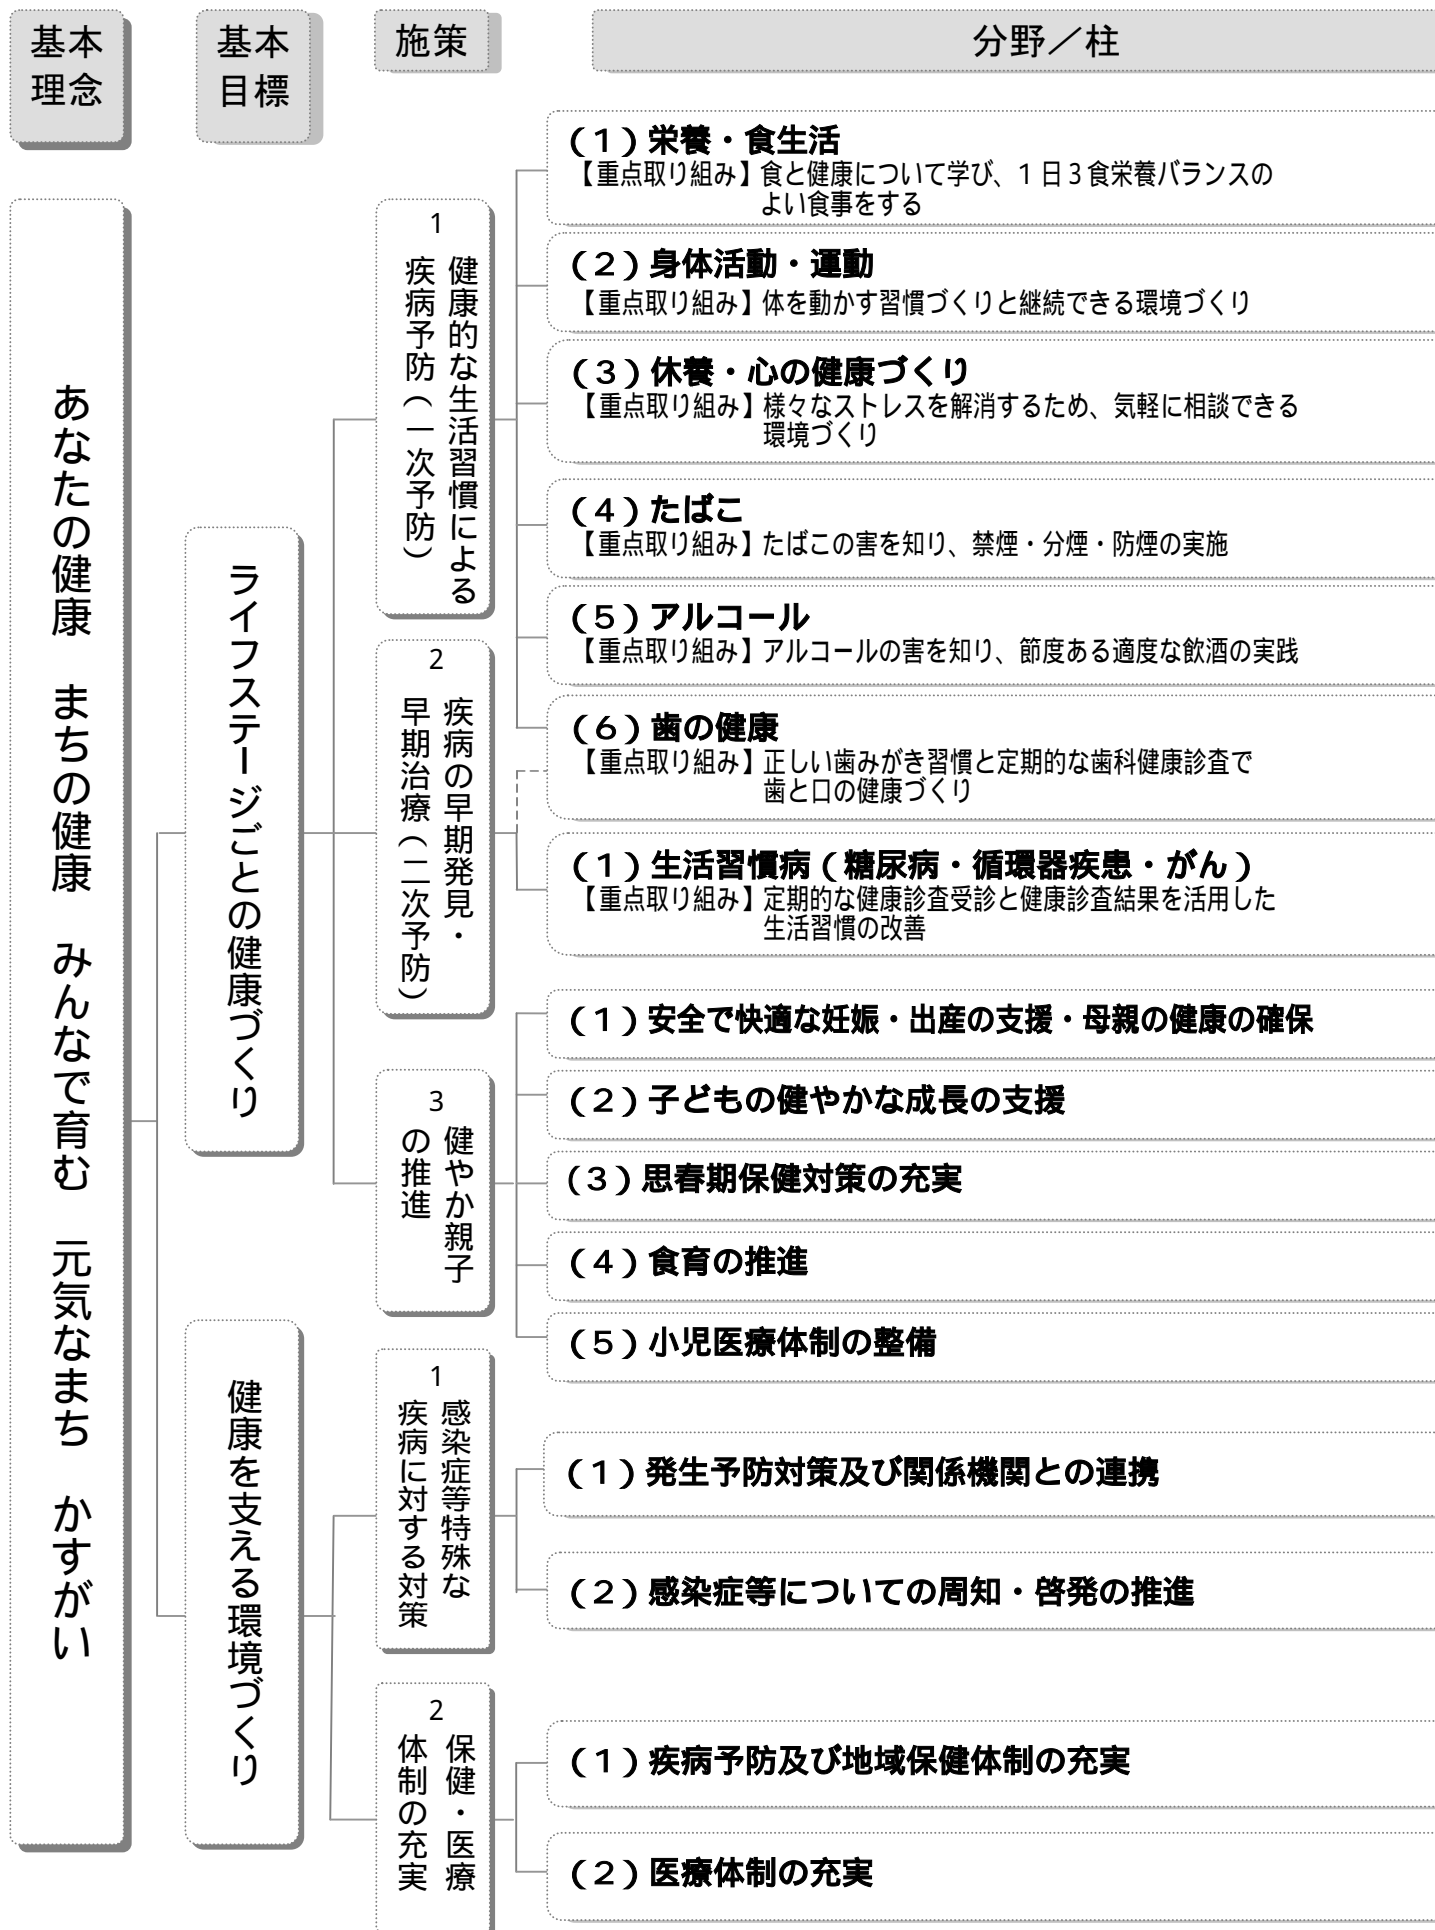 基本
理念
基本
目標
施策
分野／柱
あなたの健康　まちの健康　みんなで育む　元気なまち　かすがい
ライフステージごとの健康づくり
1
健康的な生活習慣による
疾病予防（一次予防）
（１）栄養・食生活
【重点取り組み】食と健康について学び、１日３食栄養バランスの
よい食事をする
（２）身体活動・運動
【重点取り組み】体を動かす習慣づくりと継続できる環境づくり
（３）休養・心の健康づくり
【重点取り組み】様々なストレスを解消するため、気軽に相談できる
環境づくり
（４）たばこ
【重点取り組み】たばこの害を知り、禁煙・分煙・防煙の実施
（５）アルコール
【重点取り組み】アルコールの害を知り、節度ある適度な飲酒の実践
（６）歯の健康
【重点取り組み】正しい歯みがき習慣と定期的な歯科健康診査で
歯と口の健康づくり
2
疾病の早期発見・
早期治療（二次予防）
（１）生活習慣病（糖尿病・循環器疾患・がん）
【重点取り組み】定期的な健康診査受診と健康診査結果を活用した
生活習慣の改善
3
健やか親子
の推進
（１）安全で快適な妊娠・出産の支援・母親の健康の確保
（２）子どもの健やかな成長の支援
（３）思春期保健対策の充実
（４）食育の推進
（５）小児医療体制の整備
健康を支える環境づくり
1
感染症等特殊な
疾病に対する対策
（１）発生予防対策及び関係機関との連携
（２）感染症等についての周知・啓発の推進
2
保健・医療
体制の充実
（１）疾病予防及び地域保健体制の充実
（２）医療体制の充実